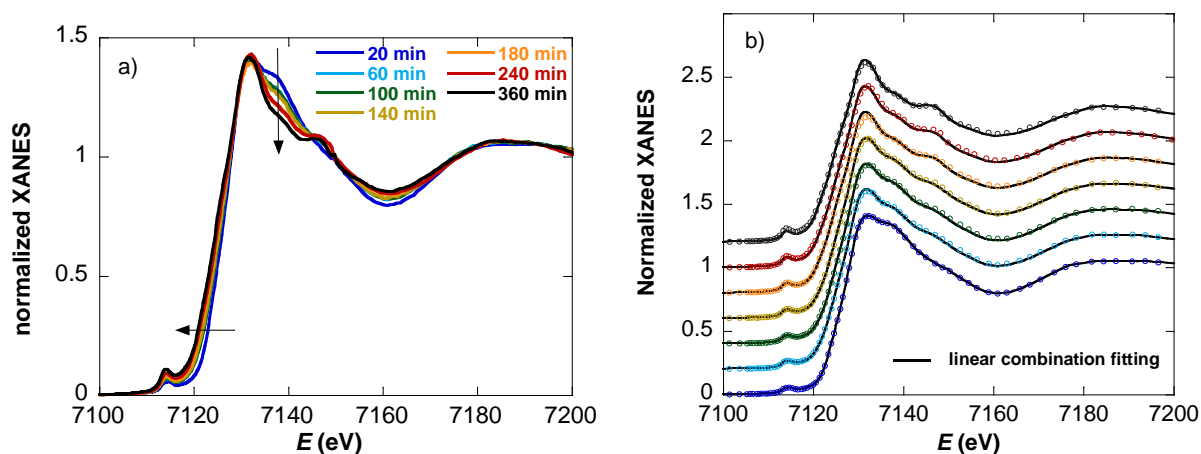 a)
normalized XANES
1.5
1
0.5
0
7100 7120 7140 7160 7180 7200
E (eV)
20 min
60 min
100 min
140 min
180 min
240 min
360 min
b)
Normalized XANES
2.5
2
1.5
1
0.5
0
7100 7120 7140 7160 7180 7200
E (eV)
linear combination fitting